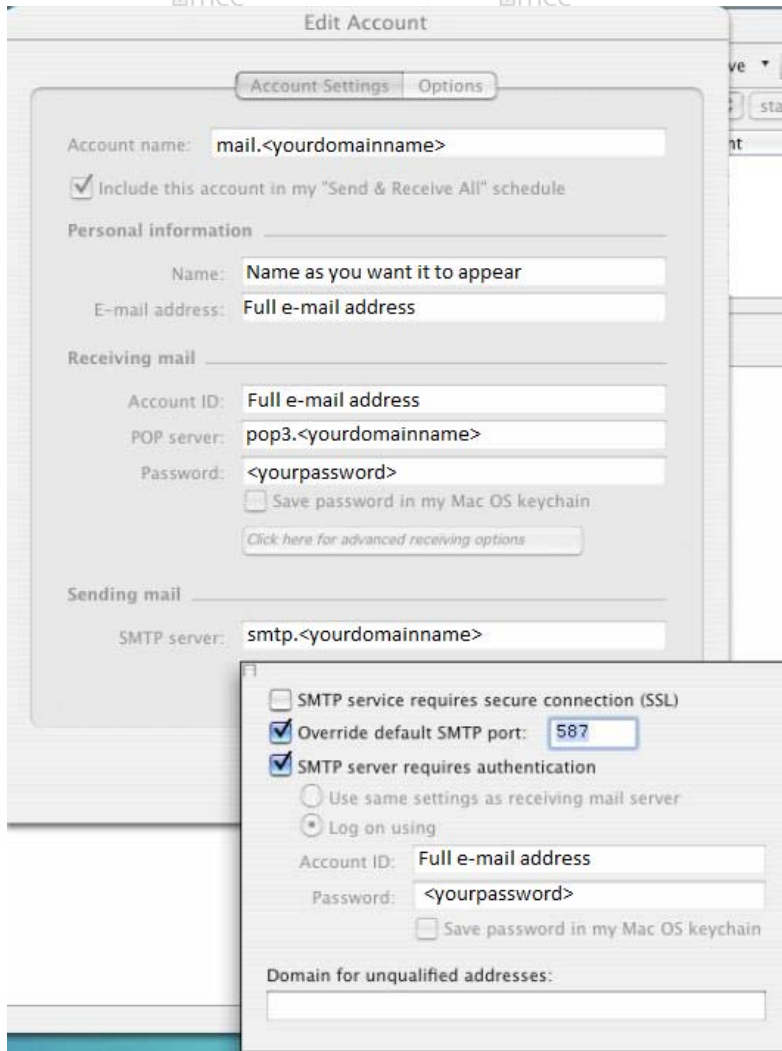 Edit Account
Account Settings Options
Account name: mail.<yourdomainname>
Include this account in my "Send & Receive All" schedule
Personal information
Name: Name as you want it to appear
E-mail address: Full e-mail address
Receiving mail
Account ID: Full e-mail address
POP server: pop3.<yourdomainname>
Password: <yourpassword>
Save password in my Mac OS keychain
Click here for advanced receiving options
Sending mail
SMTP server: smtp.<yourdomainname>
SMTP service requires secure connection (SSL)
Override default SMTP port: 587
SMTP server requires authentication
Use same settings as receiving mail server
Log on using
Account ID: Full e-mail address
Password: <yourpassword>
Save password in my Mac OS keychain
Domain for unqualified addresses: